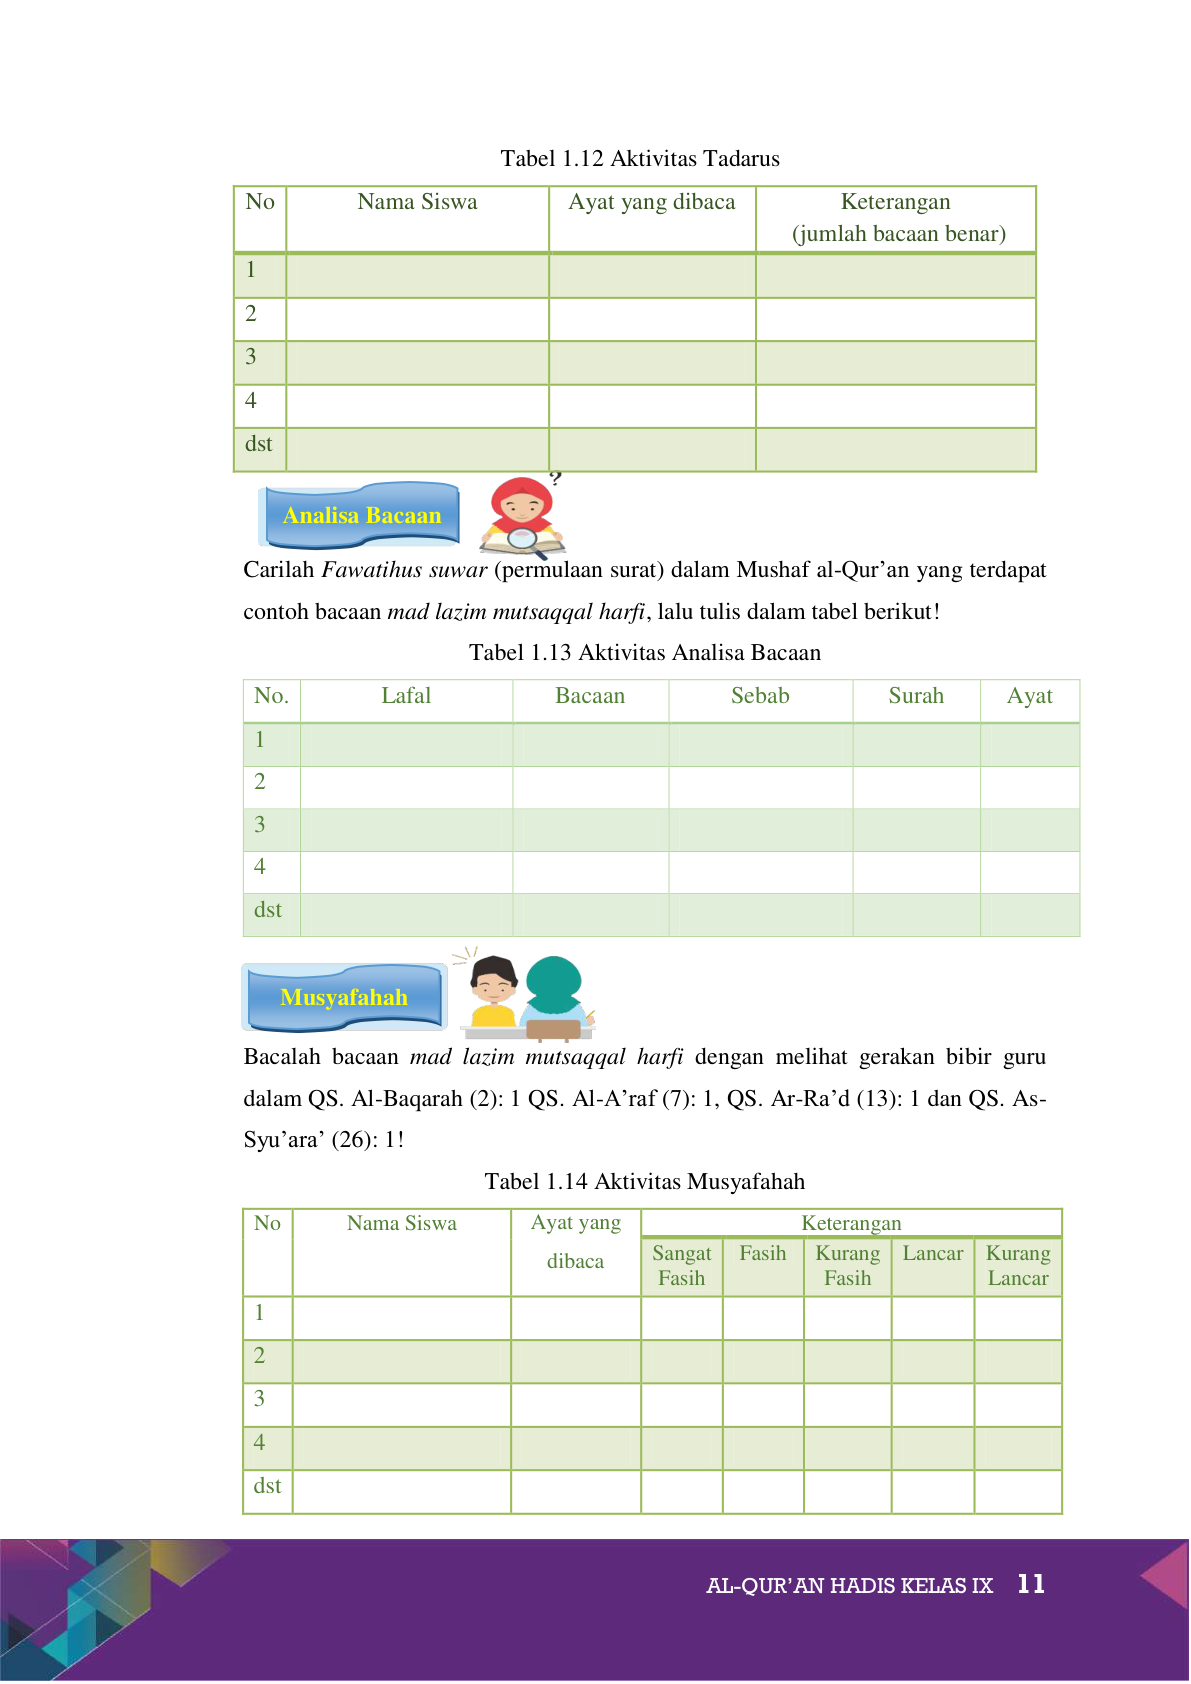 Tabel 1.12 Aktivitas Tadarus
No Nama Siswa Ayat yang dibaca Keterangan
(jumlah bacaan benar)
1
2
3
4
dst
?
Analisa Bacaan
Carilah Fawatihus suwar (permulaan surat) dalam Mushaf al-Qur’an yang terdapat
contoh bacaan mad lazim mutsaqqal harfi, lalu tulis dalam tabel berikut!
Tabel 1.13 Aktivitas Analisa Bacaan
No. Lafal Bacaan Sebab Surah Ayat
1
2
3
4
dst
Musyafahah
Bacalah bacaan mad lazim mutsaqqal harfi dengan melihat gerakan bibir guru
dalam QS. Al-Baqarah (2): 1 QS. Al-A’raf (7): 1, QS. Ar-Ra’d (13): 1 dan QS. As-
Syu’ara’ (26): 1!
Tabel 1.14 Aktivitas Musyafahah
No Nama Siswa Ayat yang dibaca Keterangan
Sangat Fasih Fasih Kurang Fasih Lancar Kurang Lancar
1
2
3
4
dst
AL-QUR’AN HADIS KELAS IX 11